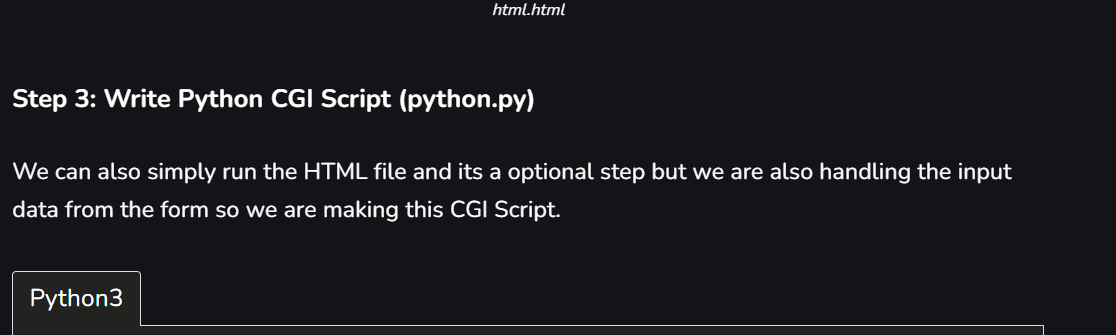 html.html
Step 3: Write Python CGI Script (python.py)
We can also simply run the HTML file and its a optional step but we are also handling the input
data from the form so we are making this CGI Script.
Python3